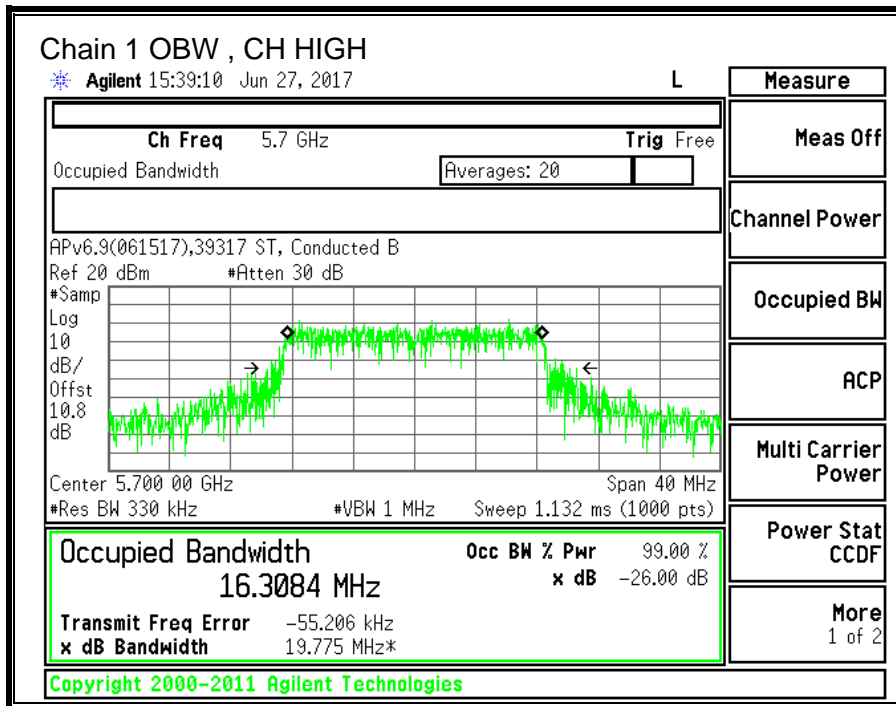 Chain 1 OBW , CH HIGH
Agilent 15:39:10 Jun 27, 2017 L
Measure
Ch Freq 5.7 GHz Trig Free
Meas Off
Occupied Bandwidth Averages: 20
Channel Power
APv6.9(061517),39317 ST, Conducted B
Ref 20 dBm #Atten 30 dB
#Samp
Log
10
dB/
Offst
10.8
dB
Occupied BW
ACP
Multi Carrier
Power
Center 5.700 00 GHz Span 40 MHz
#Res BW 330 kHz #VBW 1 MHz Sweep 1.132 ms (1000 pts)
Power Stat
CCDF
Occupied Bandwidth Occ BW % Pwr 99.00 %
16.3084 MHz x dB -26.00 dB
Transmit Freq Error -55.206 kHz
x dB Bandwidth 19.775 MHz*
More
1 of 2
Copyright 2000-2011 Agilent Technologies